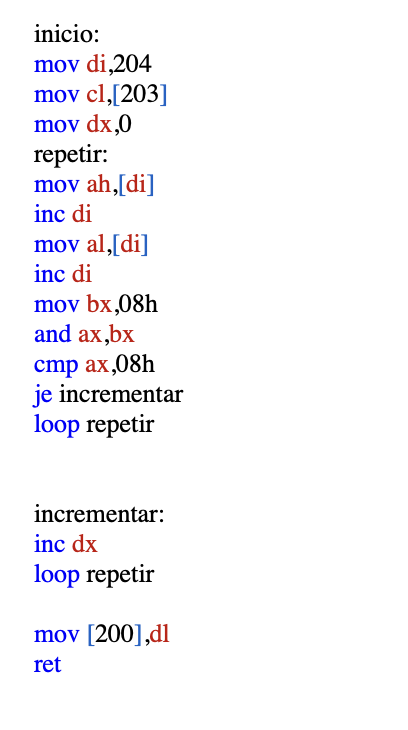 inicio:
mov di,204
mov cl,[203]
mov dx,0
repetir:
mov ah,[di]
inc di
mov al,[di]
inc di
mov bx,08h
and ax,bx
cmp ax,08h
je incrementar
loop repetir
incrementar:
inc dx
loop repetir
mov [200],dl
ret